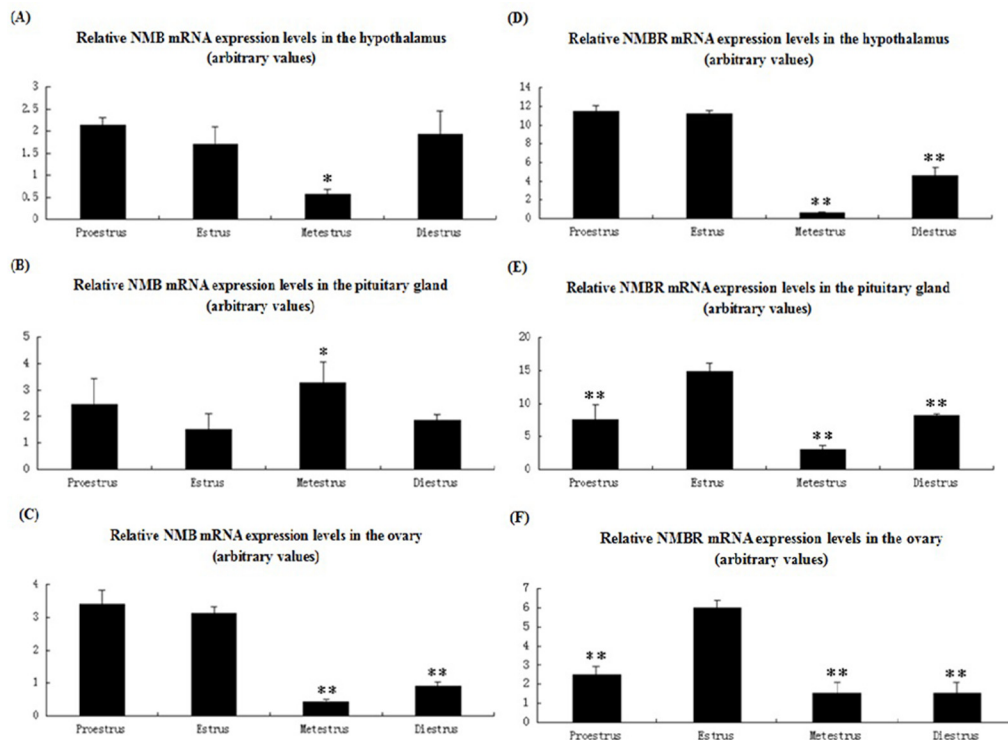 (A)
Relative NMB mRNA expression levels in the hypothalamus
(arbitrary values)
3
2.5
2
1.5
1
0.5
0
*
Proestrus Estrus Metestrus Diestrus
(B)
Relative NMB mRNA expression levels in the pituitary gland
(arbitrary values)
5
4
3
2
1
0
*
Proestrus Estrus Metestrus Diestrus
(C)
Relative NMB mRNA expression levels in the ovary
(arbitrary values)
4
3
2
1
0
** **
Proestrus Estrus Metestrus Diestrus
(D)
Relative NMBR mRNA expression levels in the hypothalamus
(arbitrary values)
14
12
10
8
6
4
2
0
** **
Proestrus Estrus Metestrus Diestrus
(E)
Relative NMBR mRNA expression levels in the pituitary gland
(arbitrary values)
20
15
10
5
0
** ** **
Proestrus Estrus Metestrus Diestrus
(F)
Relative NMBR mRNA expression levels in the ovary
(arbitrary values)
7
6
5
4
3
2
1
0
** ** **
Proestrus Estrus Metestrus Diestrus